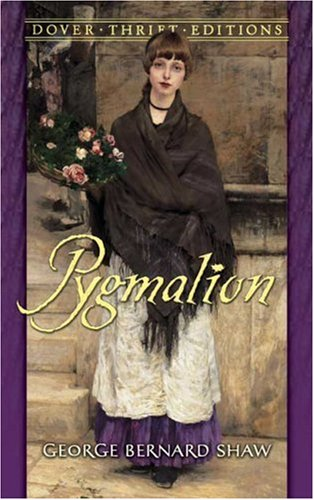 DOVER · THRIFT · EDITIONS
Pygmalion
GEORGE BERNARD SHAW